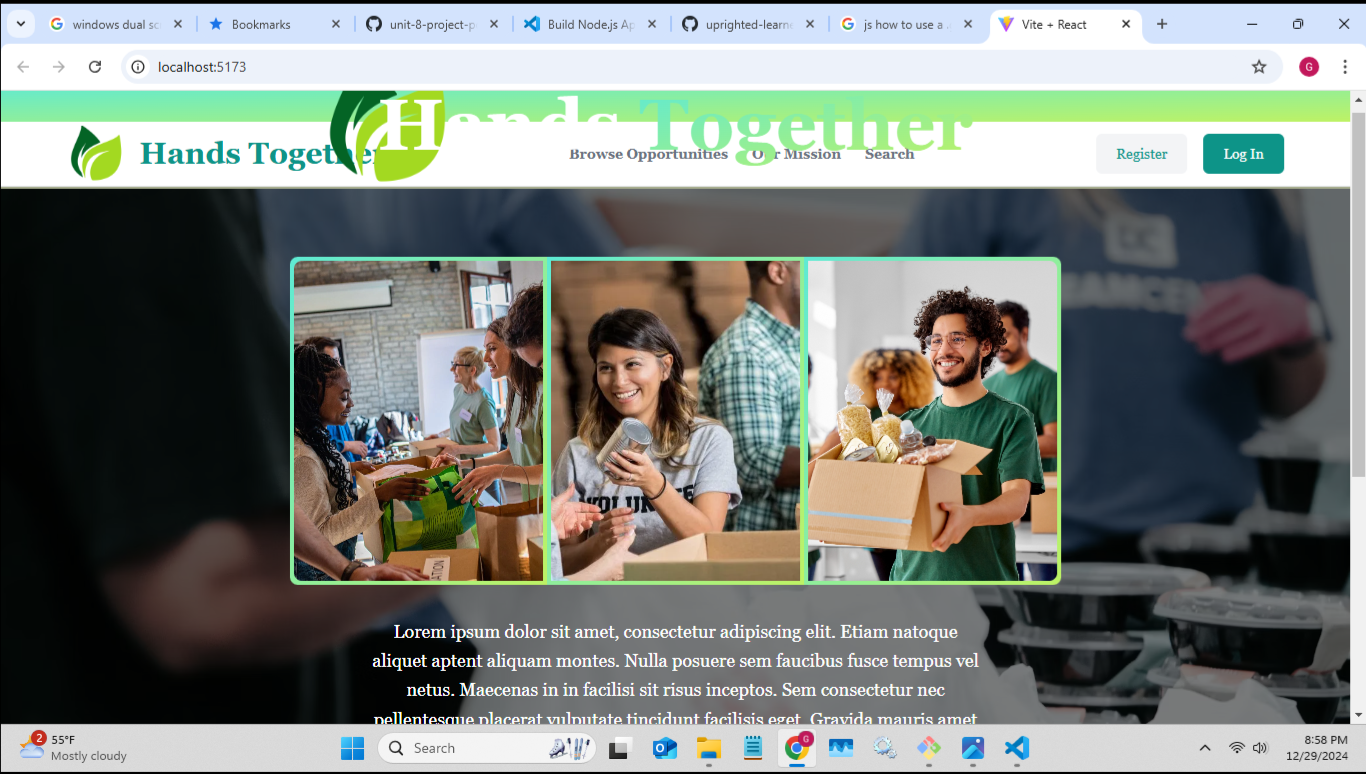 windows dual sc
Bookmarks
unit-8-project-p
Build Node.js Ap
uprighted-learne
js how to use a
Vite + React
localhost:5173
G
Hands Together
Hands Together
Browse Opportunities
Our Mission
Search
Register
Log In
VOLUNTE
Lorem ipsum dolor sit amet, consectetur adipiscing elit. Etiam natoque
aliquet aptent aliquam montes. Nulla posuere sem faucibus fusce tempus vel
netus. Maecenas in in facilisi sit risus inceptos. Sem consectetur nec
pellentesque placerat vulputate tincidunt facilisis eget. Gravida mauris amet
2
55°F
Mostly cloudy
Search
G
8:58 PM
12/29/2024